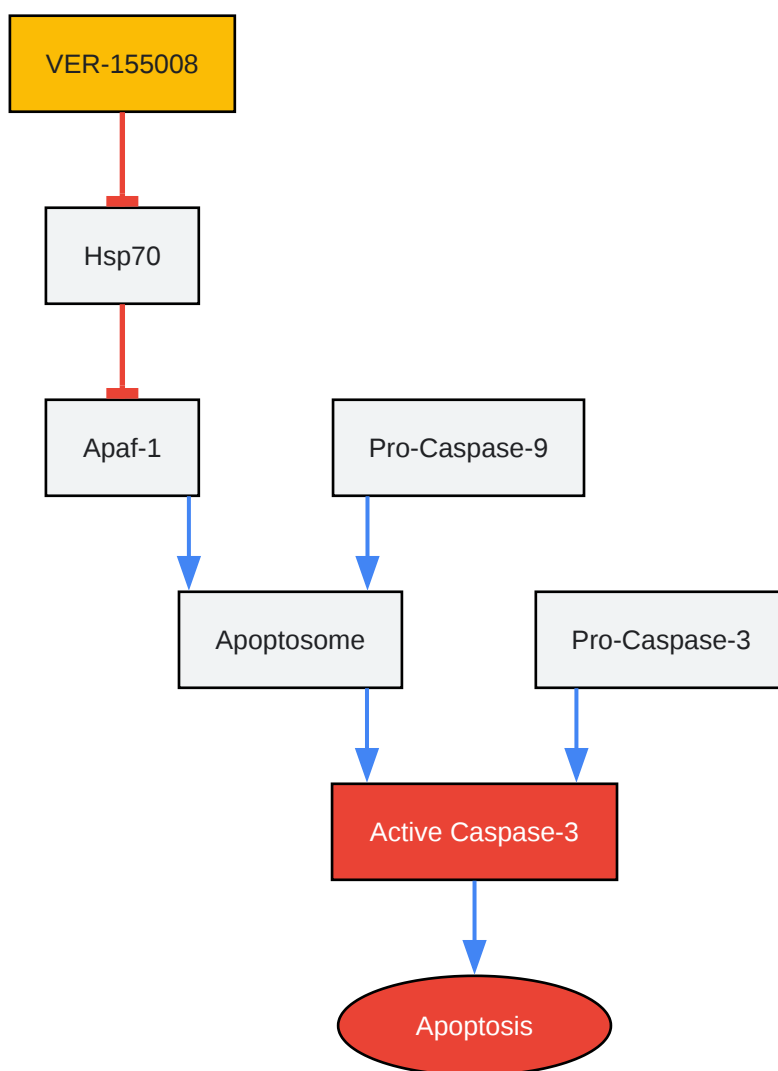 VER-155008
Hsp70
Apaf-1
Pro-Caspase-9
Apoptosome
Pro-Caspase-3
Active Caspase-3
Apoptosis